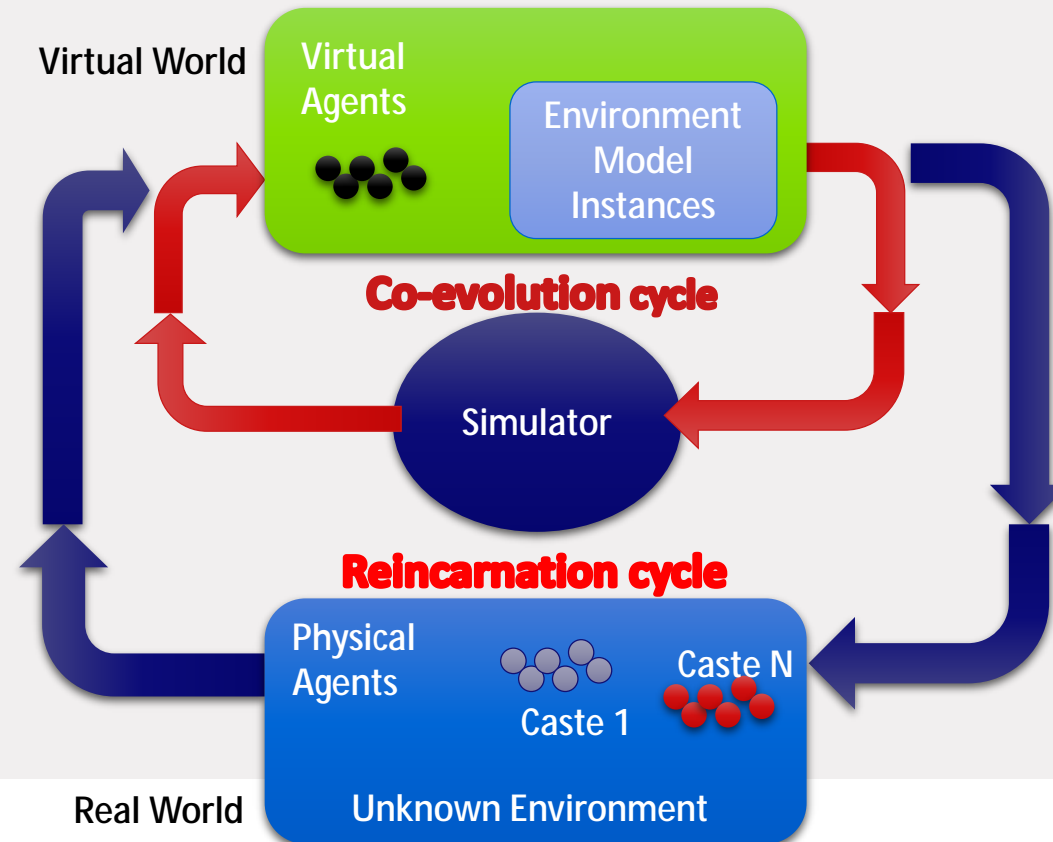 Virtual World
Virtual
Agents
Environment
Model
Instances
Co-evolution cycle
Simulator
Reincarnation cycle
Physical
Agents
Caste N
Caste 1
Real World
Unknown Environment